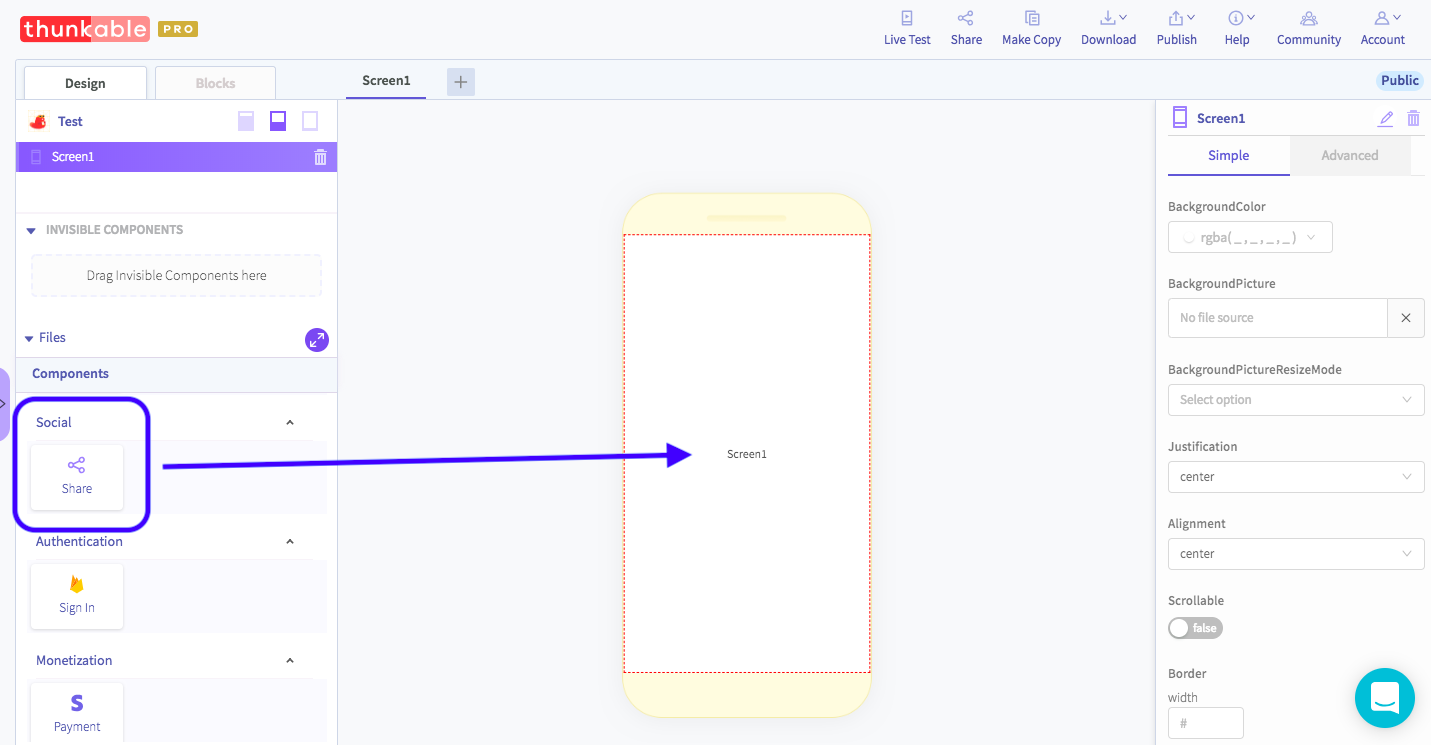 thunkable PRO
Live Test
Share
Make Copy
Download
Publish
Help
Community
Account
Design
Blocks
Screen1
+
Public
Test
Screen1
INVISIBLE COMPONENTS
Drag Invisible Components here
Files
Components
Social
Share
Authentication
Sign In
Monetization
S
Payment
Screen1
Screen1
Simple
Advanced
BackgroundColor
rgba( _ , _ , _ , _ )
BackgroundPicture
No file source
BackgroundPictureResizeMode
Select option
Justification
center
Alignment
center
Scrollable
false
Border
width
#